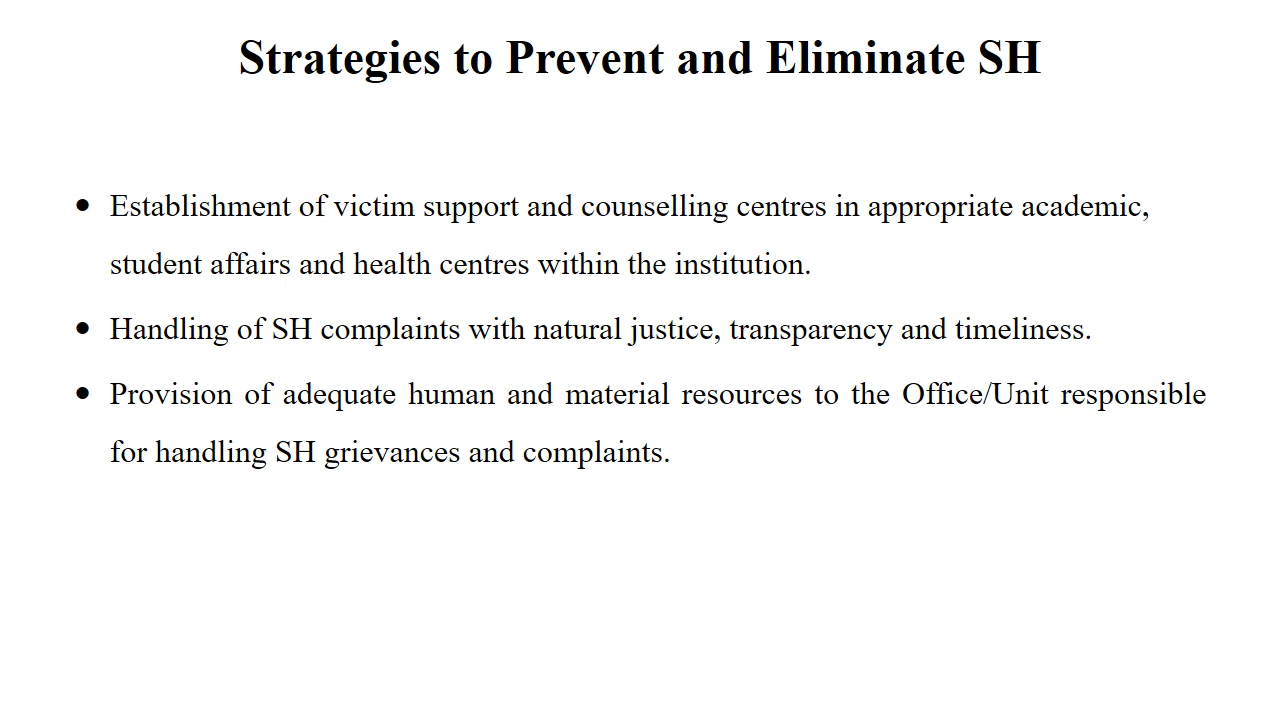 Strategies to Prevent and Eliminate SH
• Establishment of victim support and counselling centres in appropriate academic,
student affairs and health centres within the institution.
• Handling of SH complaints with natural justice, transparency and timeliness.
• Provision of adequate human and material resources to the Office/Unit responsible
for handling SH grievances and complaints.